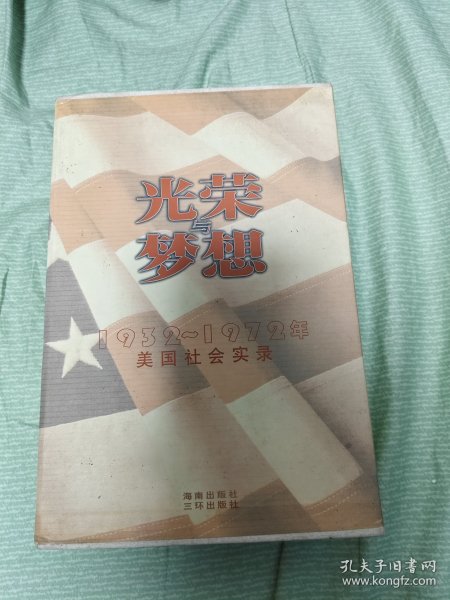 光荣
与
梦想
1932~1972年
美国社会实录
海南出版社
三环出版社
孔夫子旧书网
www.kongfz.com